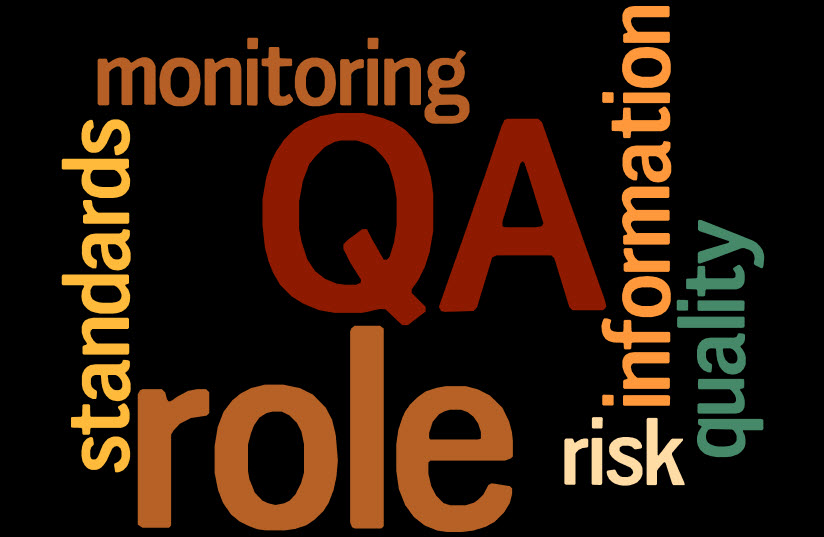 monitoring
QA
standards
information
quality
role
risk